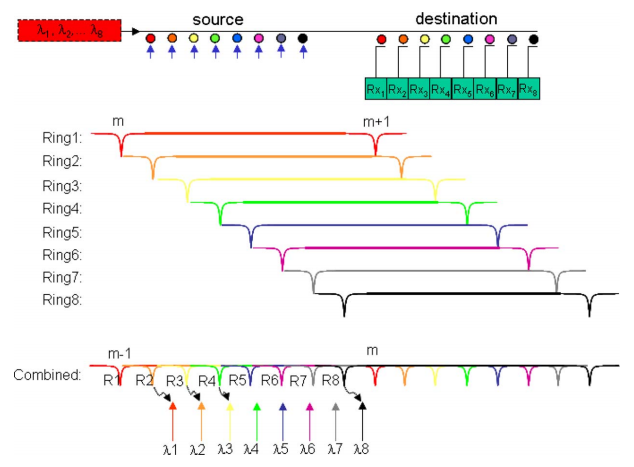 source
destination
λ1, λ2, ... λ8
Rx1 Rx2 Rx3 Rx4 Rx5 Rx6 Rx7 Rx8
m
m+1
Ring1:
Ring2:
Ring3:
Ring4:
Ring5:
Ring6:
Ring7:
Ring8:
m-1
m
Combined:
R1 R2 R3 R4 R5 R6 R7 R8
λ1 λ2 λ3 λ4 λ5 λ6 λ7 λ8